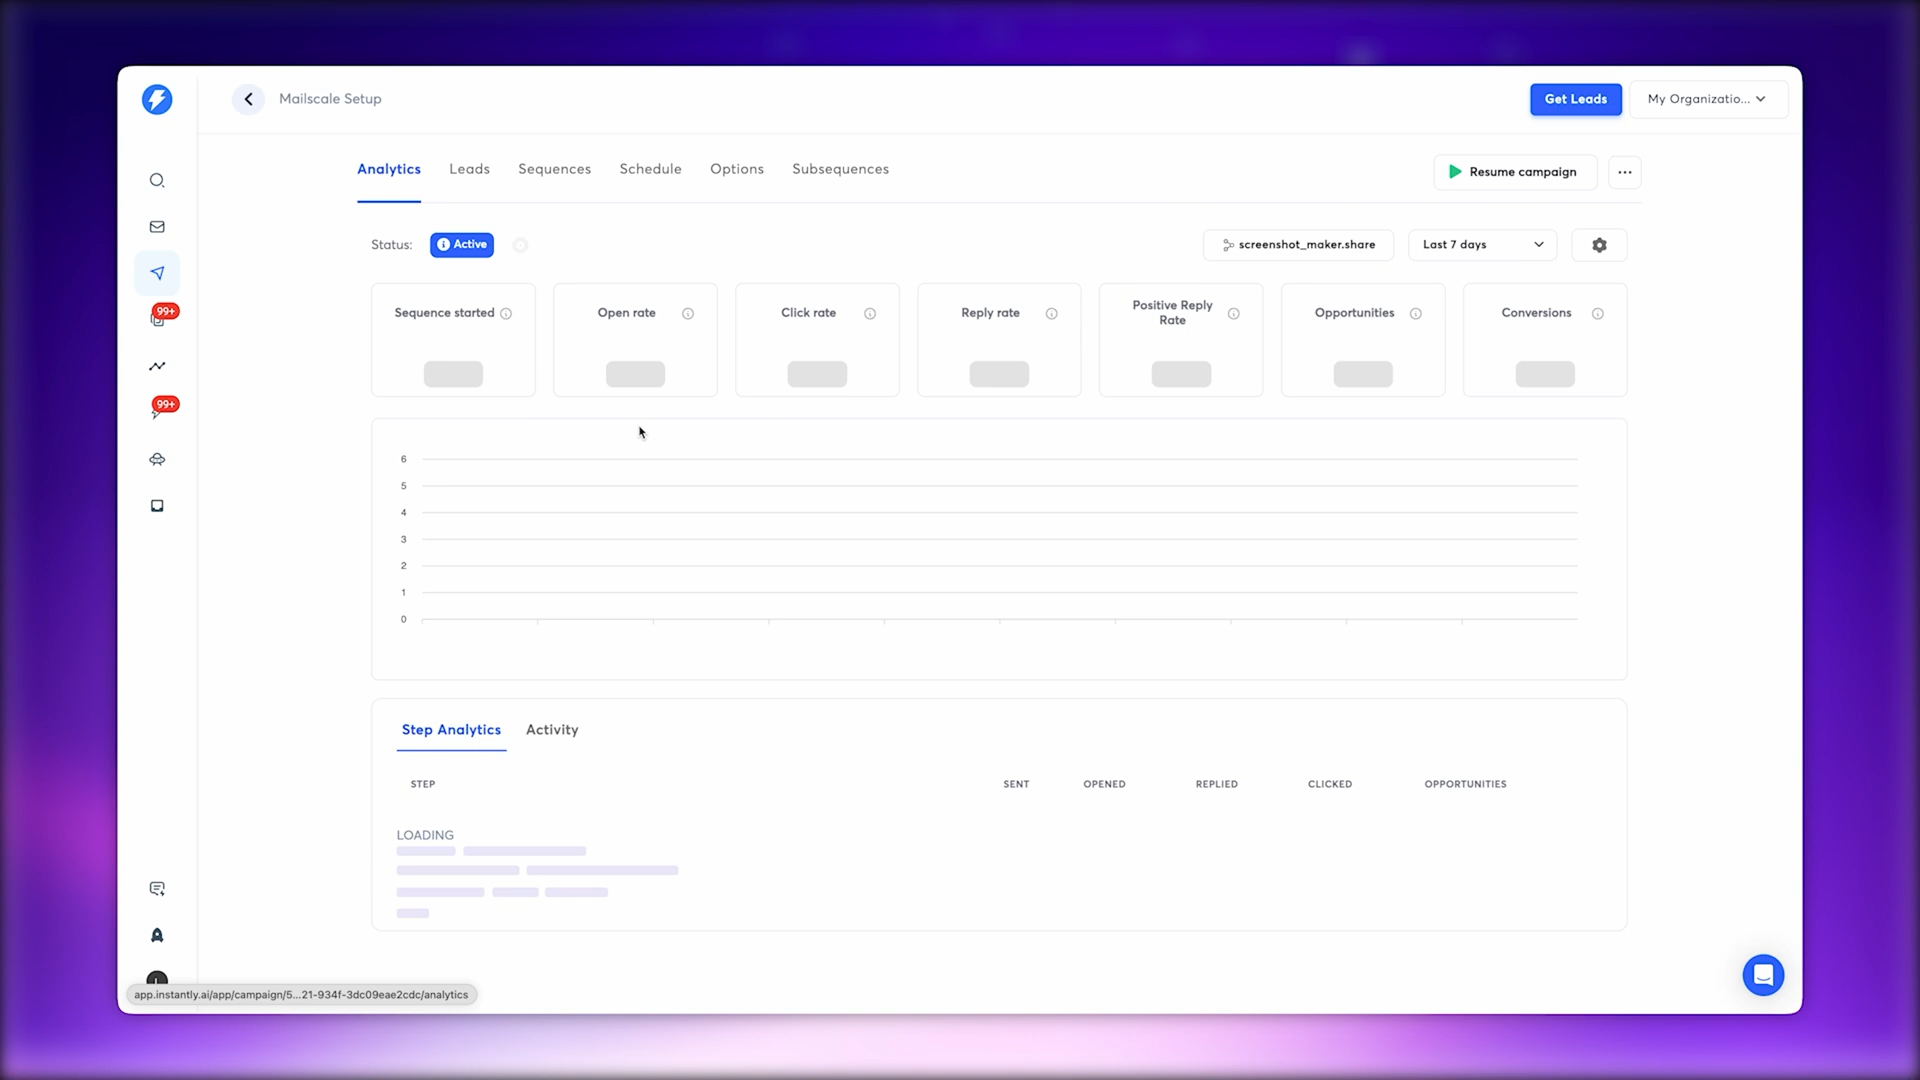 Mailscale Setup
Get Leads
My Organizatio...
Analytics
Leads
Sequences
Schedule
Options
Subsequences
Resume campaign
Status:
Active
screenshot_maker.share
Last 7 days
Sequence started
Open rate
Click rate
Reply rate
Positive Reply
Rate
Opportunities
Conversions
99+
99+
6
5
4
3
2
1
0
Step Analytics
Activity
STEP
SENT
OPENED
REPLIED
CLICKED
OPPORTUNITIES
LOADING
app.instantly.ai/app/campaign/5...21-934f-3dc09eae2cdc/analytics